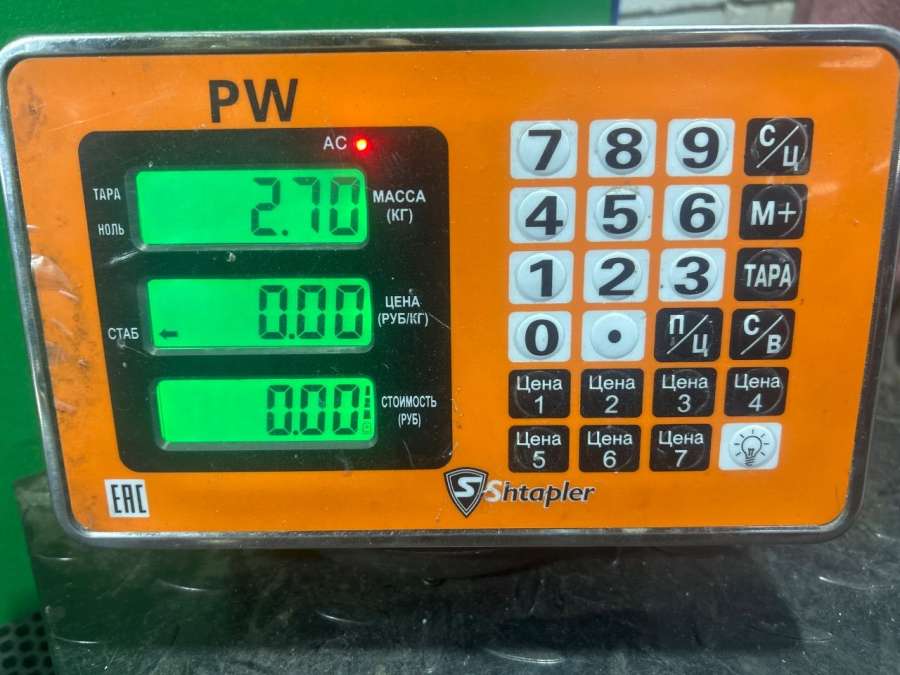 PW
AC
ТАРА
НОЛЬ
2.70
МАССА
(КГ)
СТАБ
0.00
ЦЕНА
(РУБ/КГ)
0.00
СТОИМОСТЬ
(РУБ)
7 8 9 С/Ц
4 5 6 М+
1 2 3 ТАРА
0 . П/Ц С/В
Цена 1
Цена 2
Цена 3
Цена 4
Цена 5
Цена 6
Цена 7
EAC
S-Shtapler